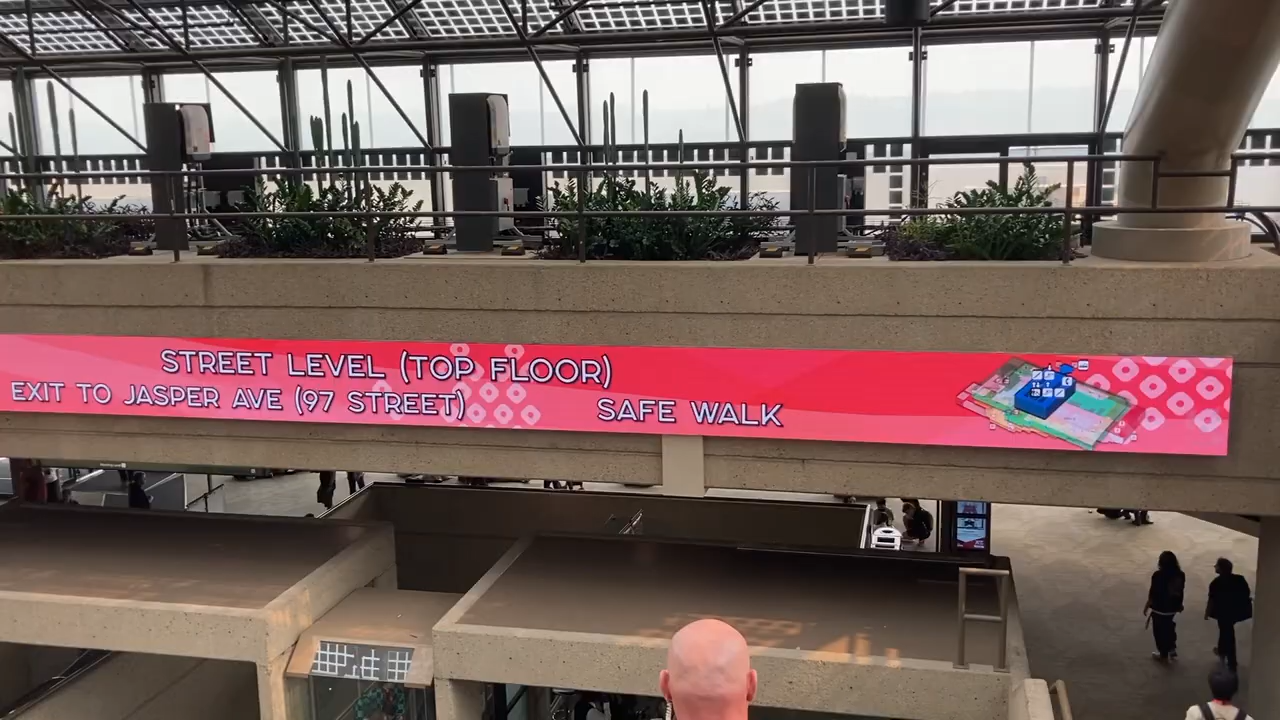 STREET LEVEL (TOP FLOOR)
EXIT TO JASPER AVE (97 STREET)
SAFE WALK